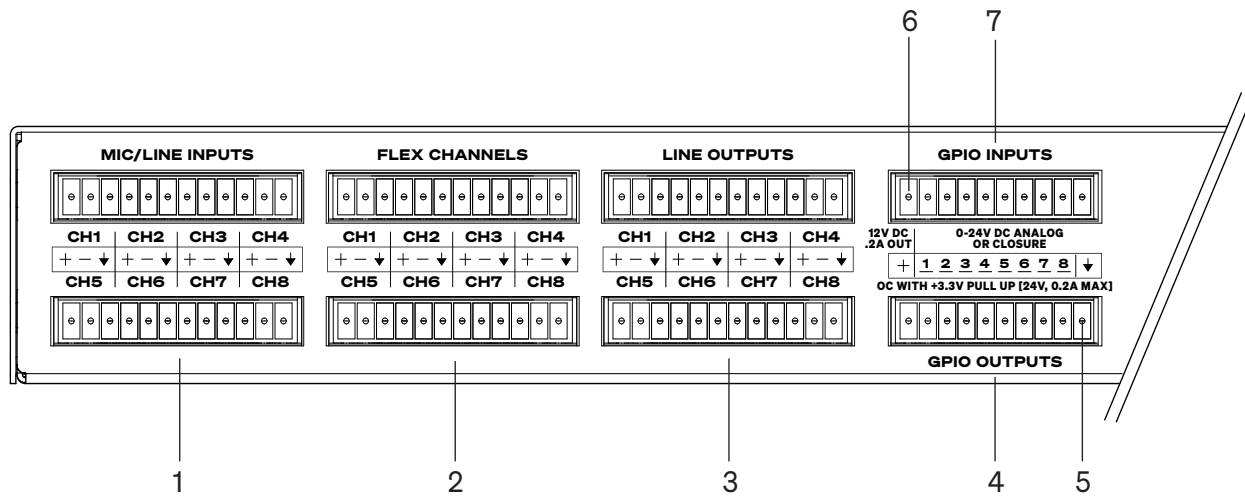 6 7
MIC/LINE INPUTS FLEX CHANNELS LINE OUTPUTS GPIO INPUTS
CH1 CH2 CH3 CH4 CH1 CH2 CH3 CH4 CH1 CH2 CH3 CH4
12V DC
.2A OUT
0-24V DC ANALOG
OR CLOSURE
+ − + − + − + − + − + − + − + − + − + − + − + − + 1 2 3 4 5 6 7 8
CH5 CH6 CH7 CH8 CH5 CH6 CH7 CH8 CH5 CH6 CH7 CH8
OC WITH +3.3V PULL UP [24V, 0.2A MAX]
GPIO OUTPUTS
1 2 3 4 5